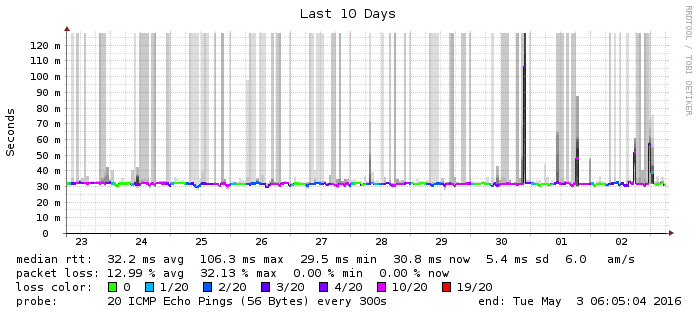 Last 10 Days
RRDTOOL / TOBI OETIKER
Seconds
120 m
110 m
100 m
90 m
80 m
70 m
60 m
50 m
40 m
30 m
20 m
10 m
0
23 24 25 26 27 28 29 30 01 02
median rtt: 32.2 ms avg 106.3 ms max 29.5 ms min 30.8 ms now 5.4 ms sd 6.0 am/s
packet loss: 12.99 % avg 32.13 % max 0.00 % min 0.00 % now
loss color: 0 1/20 2/20 3/20 4/20 10/20 19/20
probe: 20 ICMP Echo Pings (56 Bytes) every 300s end: Tue May 3 06:05:04 2016